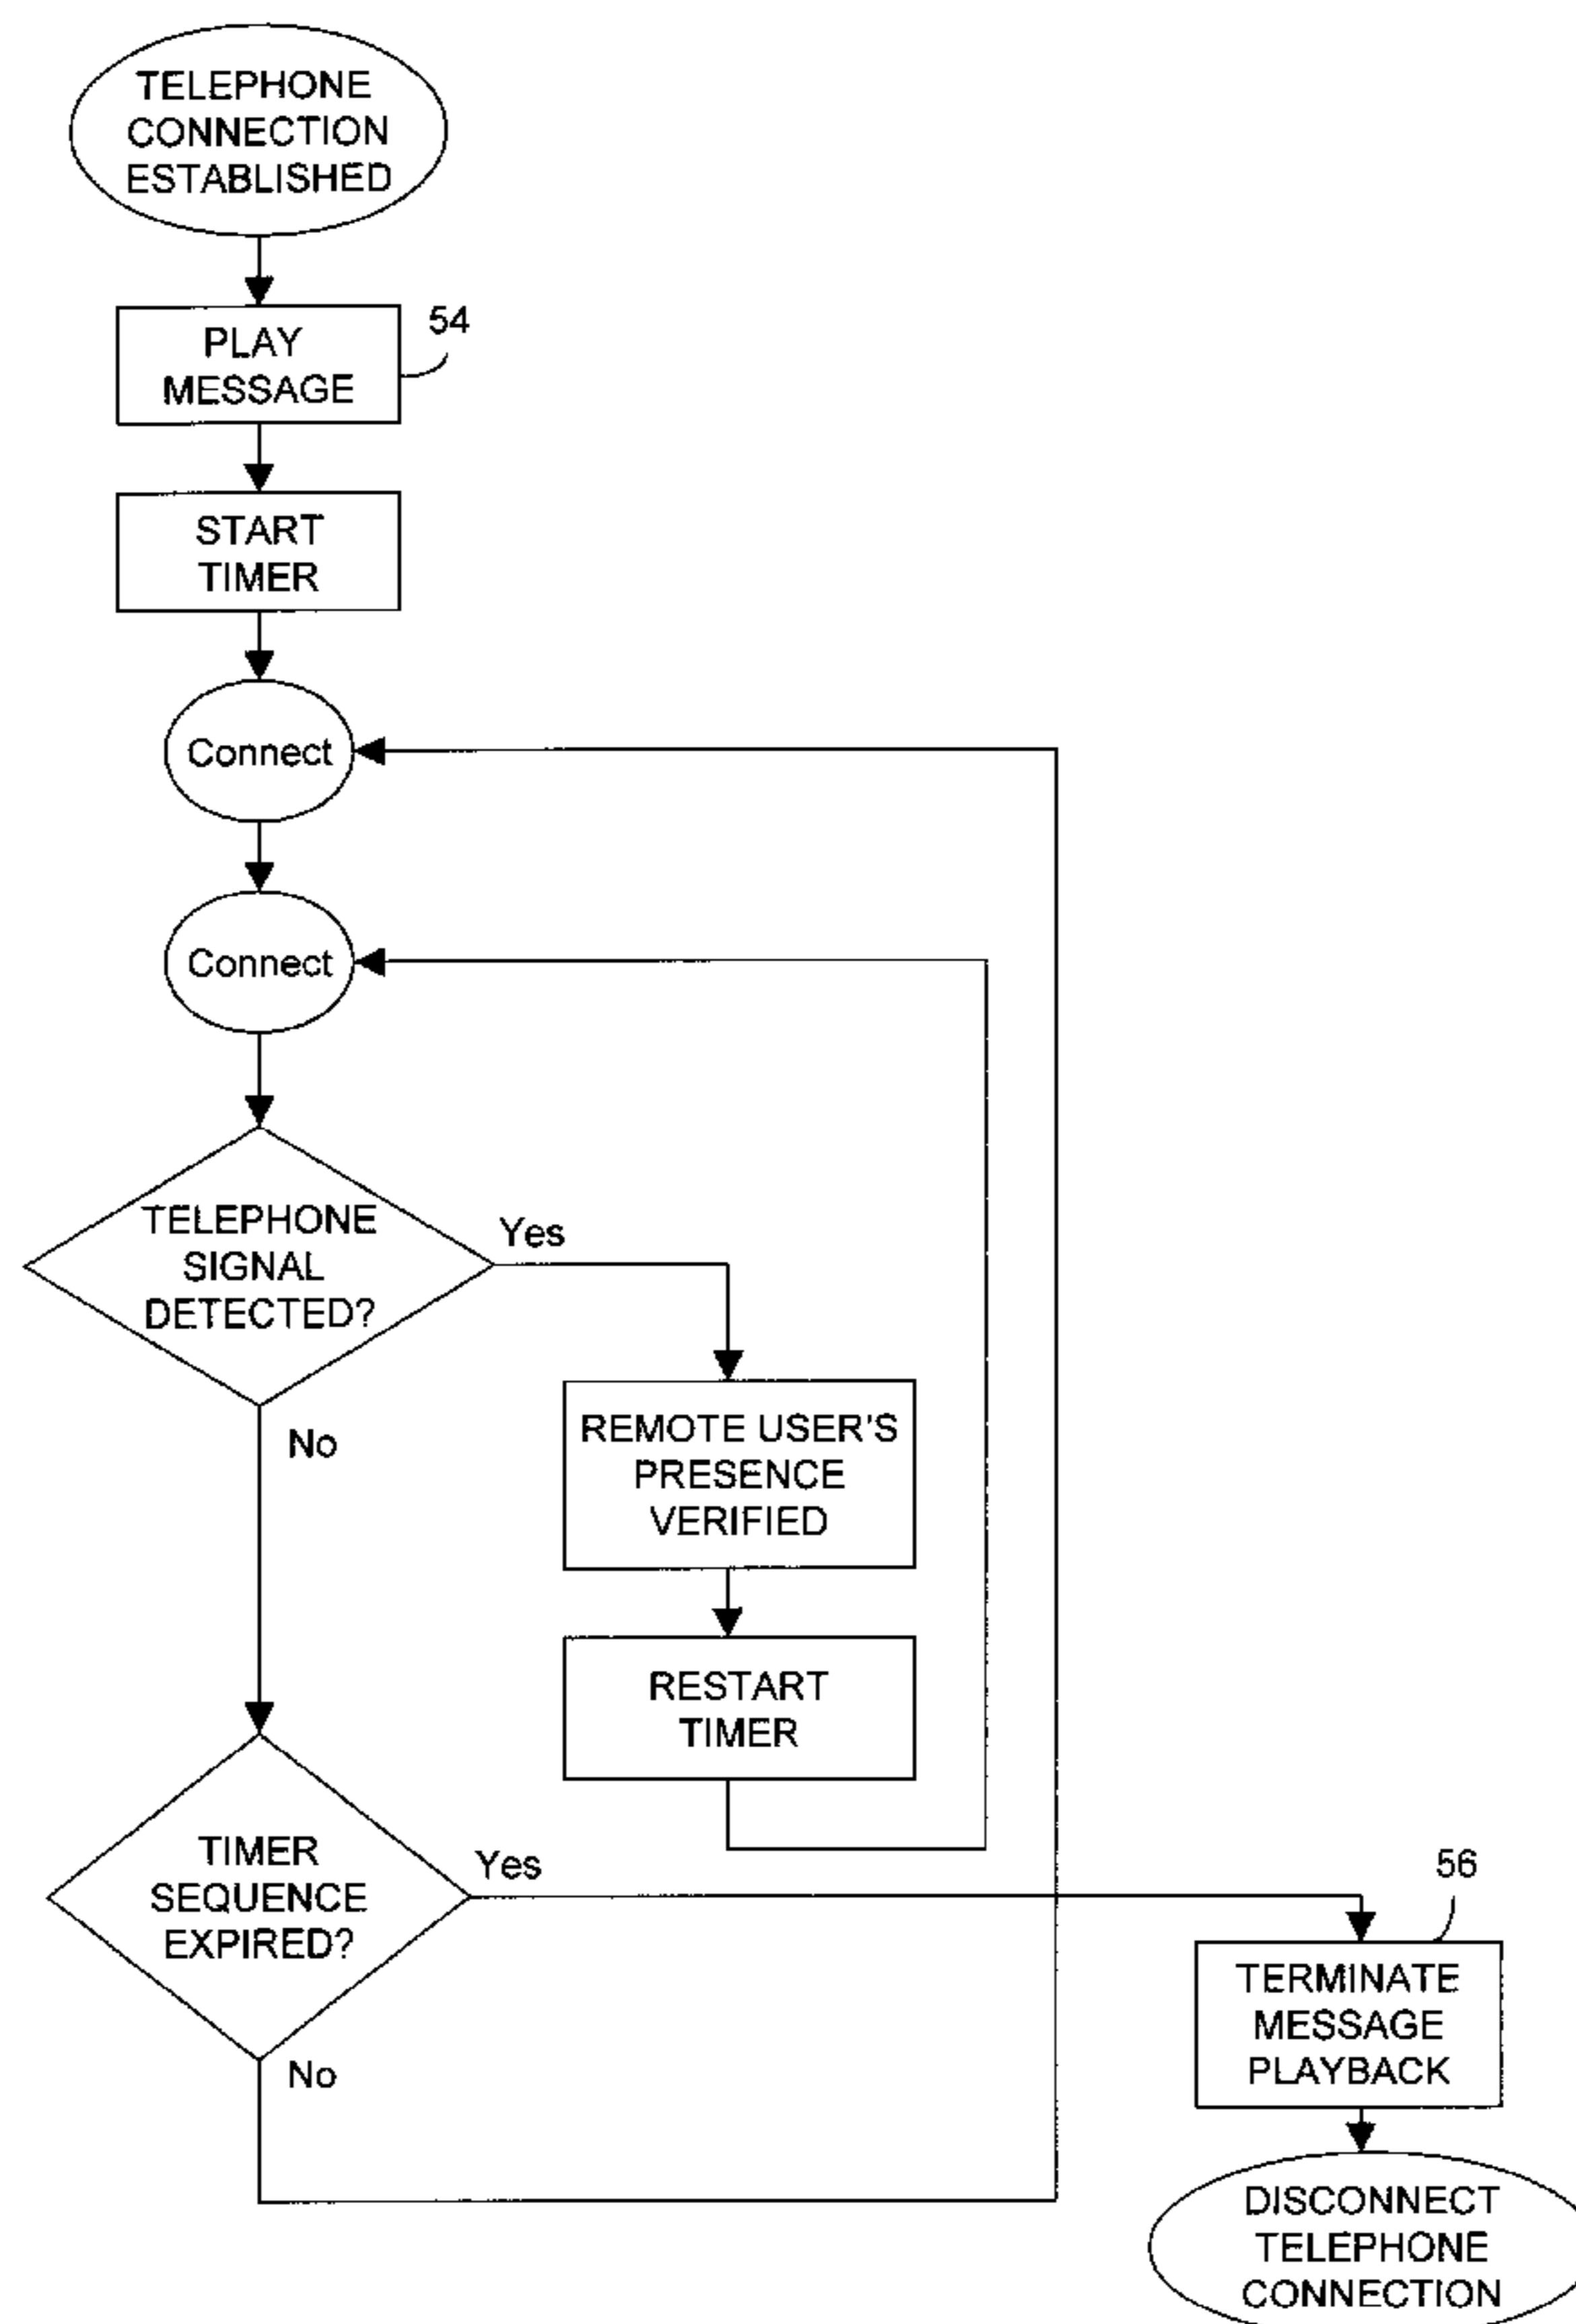 TELEPHONE
CONNECTION
ESTABLISHED
54
PLAY
MESSAGE
START
TIMER
Connect
Connect
TELEPHONE
SIGNAL
DETECTED?
Yes
No
REMOTE USER'S
PRESENCE
VERIFIED
RESTART
TIMER
TIMER
SEQUENCE
EXPIRED?
Yes
No
56
TERMINATE
MESSAGE
PLAYBACK
DISCONNECT
TELEPHONE
CONNECTION